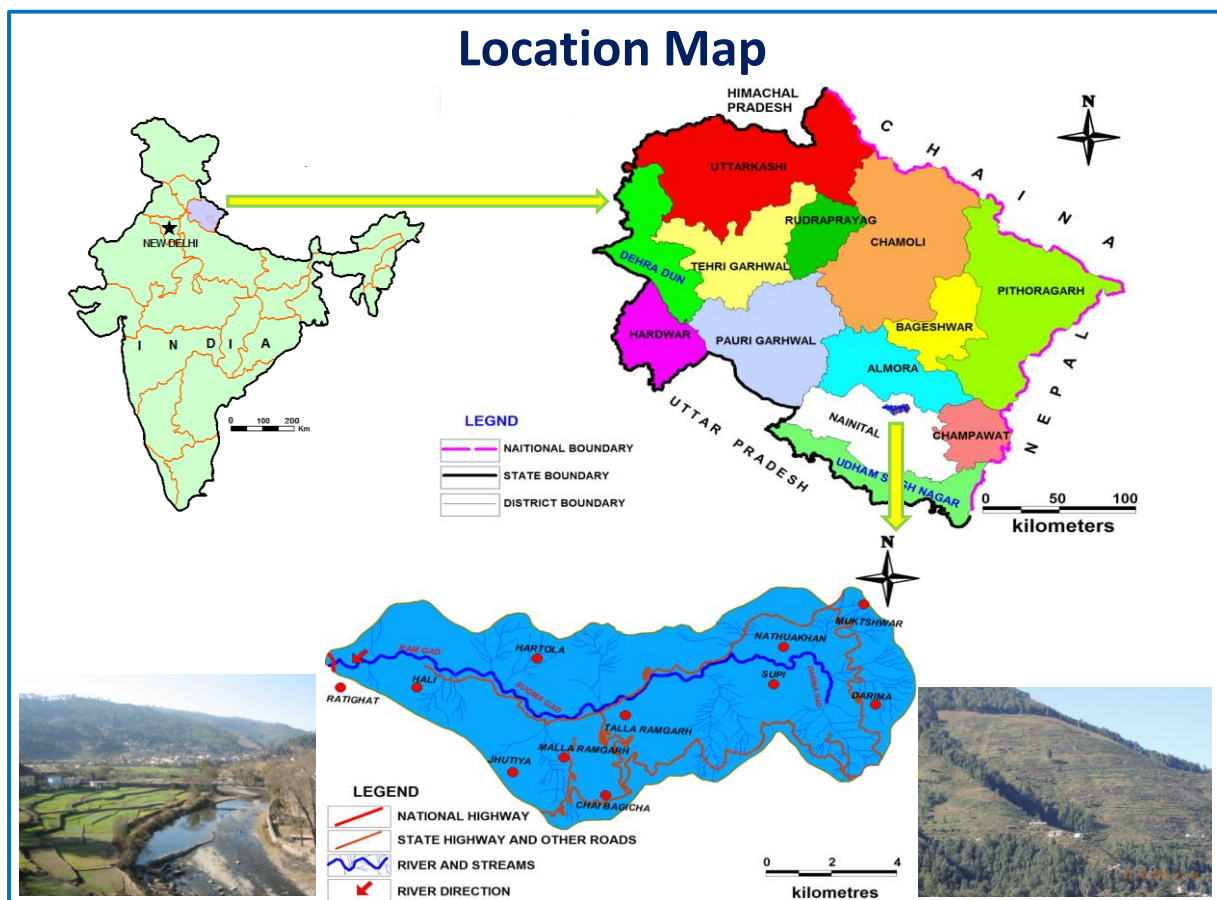 Location Map
NEW DELHI
I N D I A
0 100 200
Km
HIMACHAL
PRADESH
N
C H A I N A
UTTARKASHI
RUDRAPRAYAG
CHAMOLI
DEHRA DUN
TEHRI GARHWAL
PITHORAGARH
HARDWAR
PAURI GARHWAL
BAGESHWAR
ALMORA
NAINITAL
CHAMPAWAT
NEPAL
UTTAR PRADESH
LEGND
NAITIONAL BOUNDARY
STATE BOUNDARY
DISTRICT BOUNDARY
0 50 100
kilometers
N
MUKTSHWAR
NATHUAKHAN
HARTOLA
RAM GAD
SUPI
HALI
RATIGHAT
SUGMA GAD
DARIMA
TALLA RAMGARH
MALLA RAMGARH
JHUTIYA
CHAI BAGICHA
LEGEND
NATIONAL HIGHWAY
STATE HIGHWAY AND OTHER ROADS
RIVER AND STREAMS
RIVER DIRECTION
0 2 4
kilometres